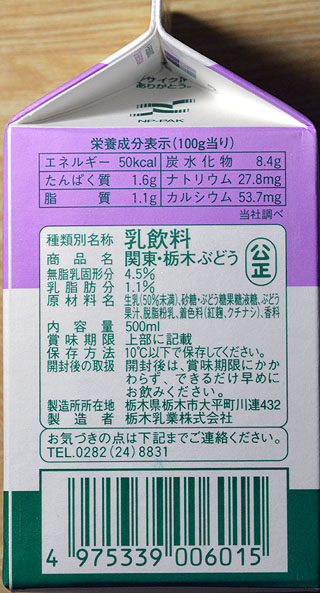 サイクル
ありがとう。
NP-PAK
栄養成分表示(100g当り)
エネルギー 50kcal 炭水化物 8.4g
たんぱく質 1.6g ナトリウム 27.8mg
脂質 1.1g カルシウム 53.7mg
当社調べ
種類別名称 乳飲料
商品名 関東・栃木ぶどう
公正
無脂乳固形分 4.5%
乳脂肪分 1.1%
原材料名 生乳(50%未満)、砂糖・ぶどう糖果糖液糖、ぶどう
果汁、脱脂粉乳、着色料(紅麹、クチナシ)、香料
内容量 500ml
賞味期限 上部に記載
保存方法 10℃以下で保存してください。
開封後の取扱 開封後は、賞味期限にかか
わらず、できるだけ早めに
お飲みください。
製造所所在地 栃木県栃木市大平町川連432
製造者 栃木乳業株式会社
お気づきの点は下記までご連絡ください。
TEL.0282(24)8831
4 975339 006015